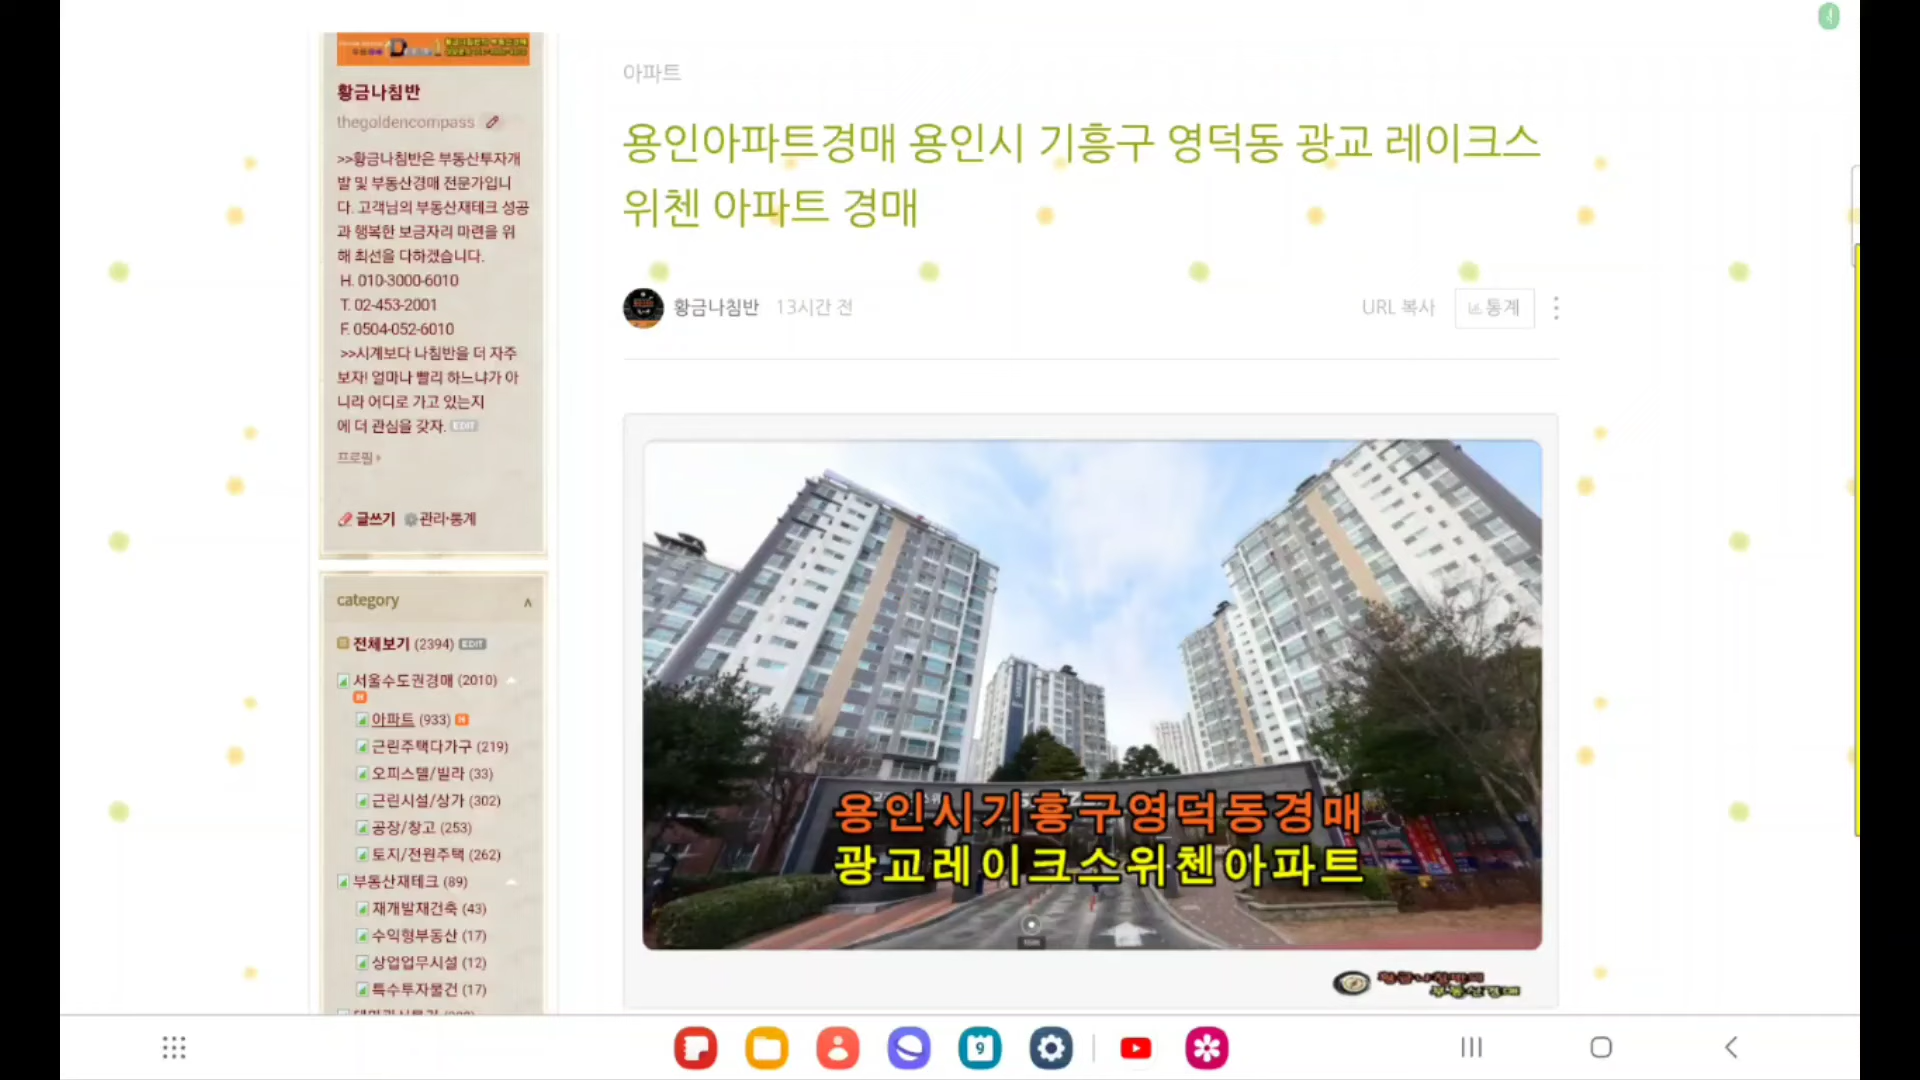 황금나침반
thegoldencompass
>>황금나침반은 부동산투자개
발 및 부동산경매 전문가입니
다. 고객님의 부동산재테크 성공
과 행복한 보금자리 마련을 위
해 최선을 다하겠습니다.
H. 010-3000-6010
T. 02-453-2001
F. 0504-052-6010
>>시계보다 나침반을 더 자주
보자! 얼마나 빨리 하느냐가 아
니라 어디로 가고 있는지
에 더 관심을 갖자. EDIT
프로필
글쓰기 관리·통계
category
전체보기 (2394) EDIT
서울수도권경매 (2010)
N
아파트 (933) N
근린주택다가구 (219)
오피스텔/빌라 (33)
근린시설/상가 (302)
공장/창고 (253)
토지/전원주택 (262)
부동산재테크 (89)
재개발재건축 (43)
수익형부동산 (17)
상업업무시설 (12)
특수투자물건 (17)
아파트
용인아파트경매 용인시 기흥구 영덕동 광교 레이크스
위첸 아파트 경매
황금나침반 13시간 전
URL 복사 통계
용인시기흥구영덕동경매
광교레이크스위첸아파트
황금나침반의
부동산경매
9